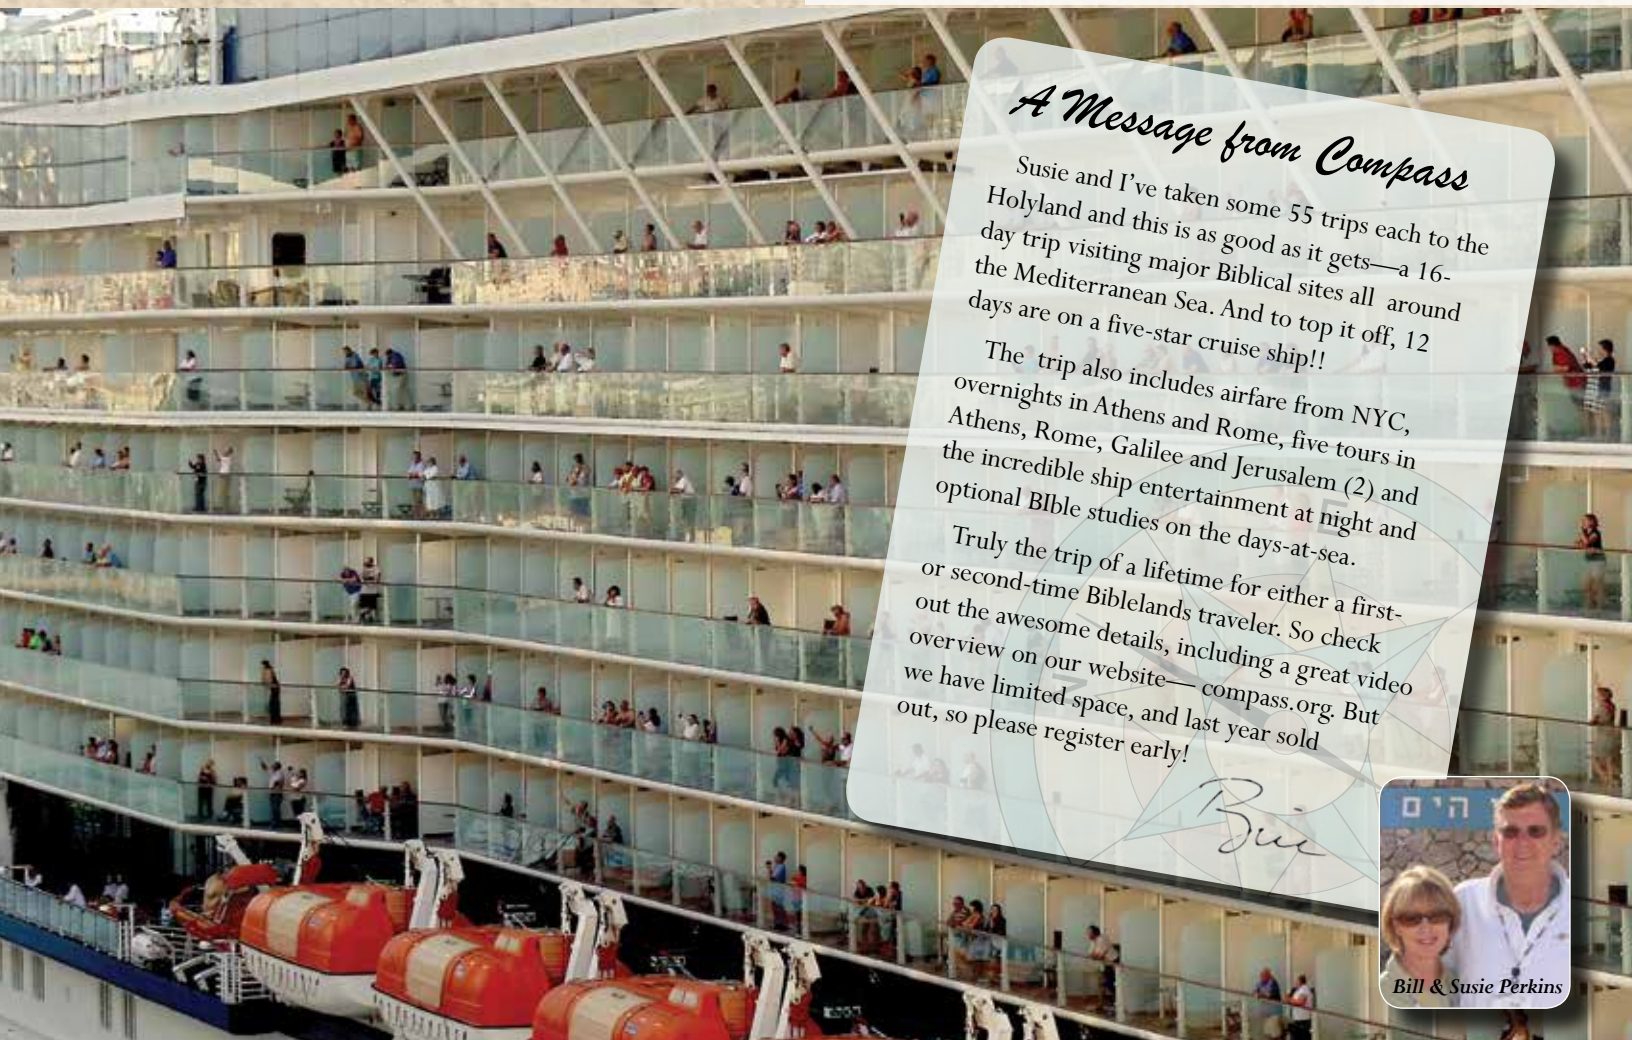 A Message from Compass
Susie and I’ve taken some 55 trips each to the
Holyland and this is as good as it gets—a 16-
day trip visiting major Biblical sites all  around
the Mediterranean Sea. And to top it off, 12
days are on a five-star cruise ship!!
The  trip also includes airfare from NYC,
overnights in Athens and Rome, five tours in
Athens, Rome, Galilee and Jerusalem (2) and
the incredible ship entertainment at night and
optional BIble studies on the days-at-sea.
Truly the trip of a lifetime for either a first-
or second-time Biblelands traveler. So check
out the awesome details, including a great video
overview on our website— compass.org. But
we have limited space, and last year sold
out, so please register early!
Bill
הים
Bill & Susie Perkins